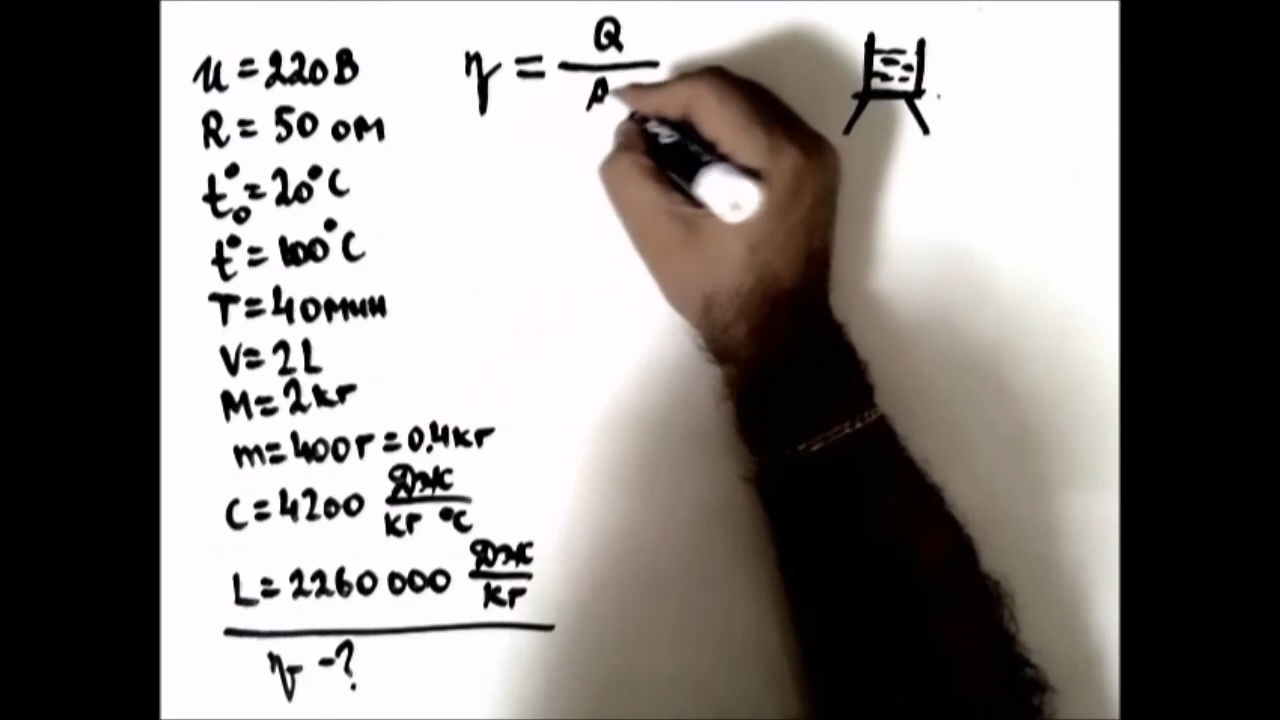 u = 220 В
R = 50 ом
t°₀ = 20°C
t° = 100°C
T = 40 мин
V = 2 L
M = 2 кг
m = 400 г = 0.4 кг
C = 4200 Дж / кг °C
L = 2260 000 Дж / кг
η - ?
η = Q / A